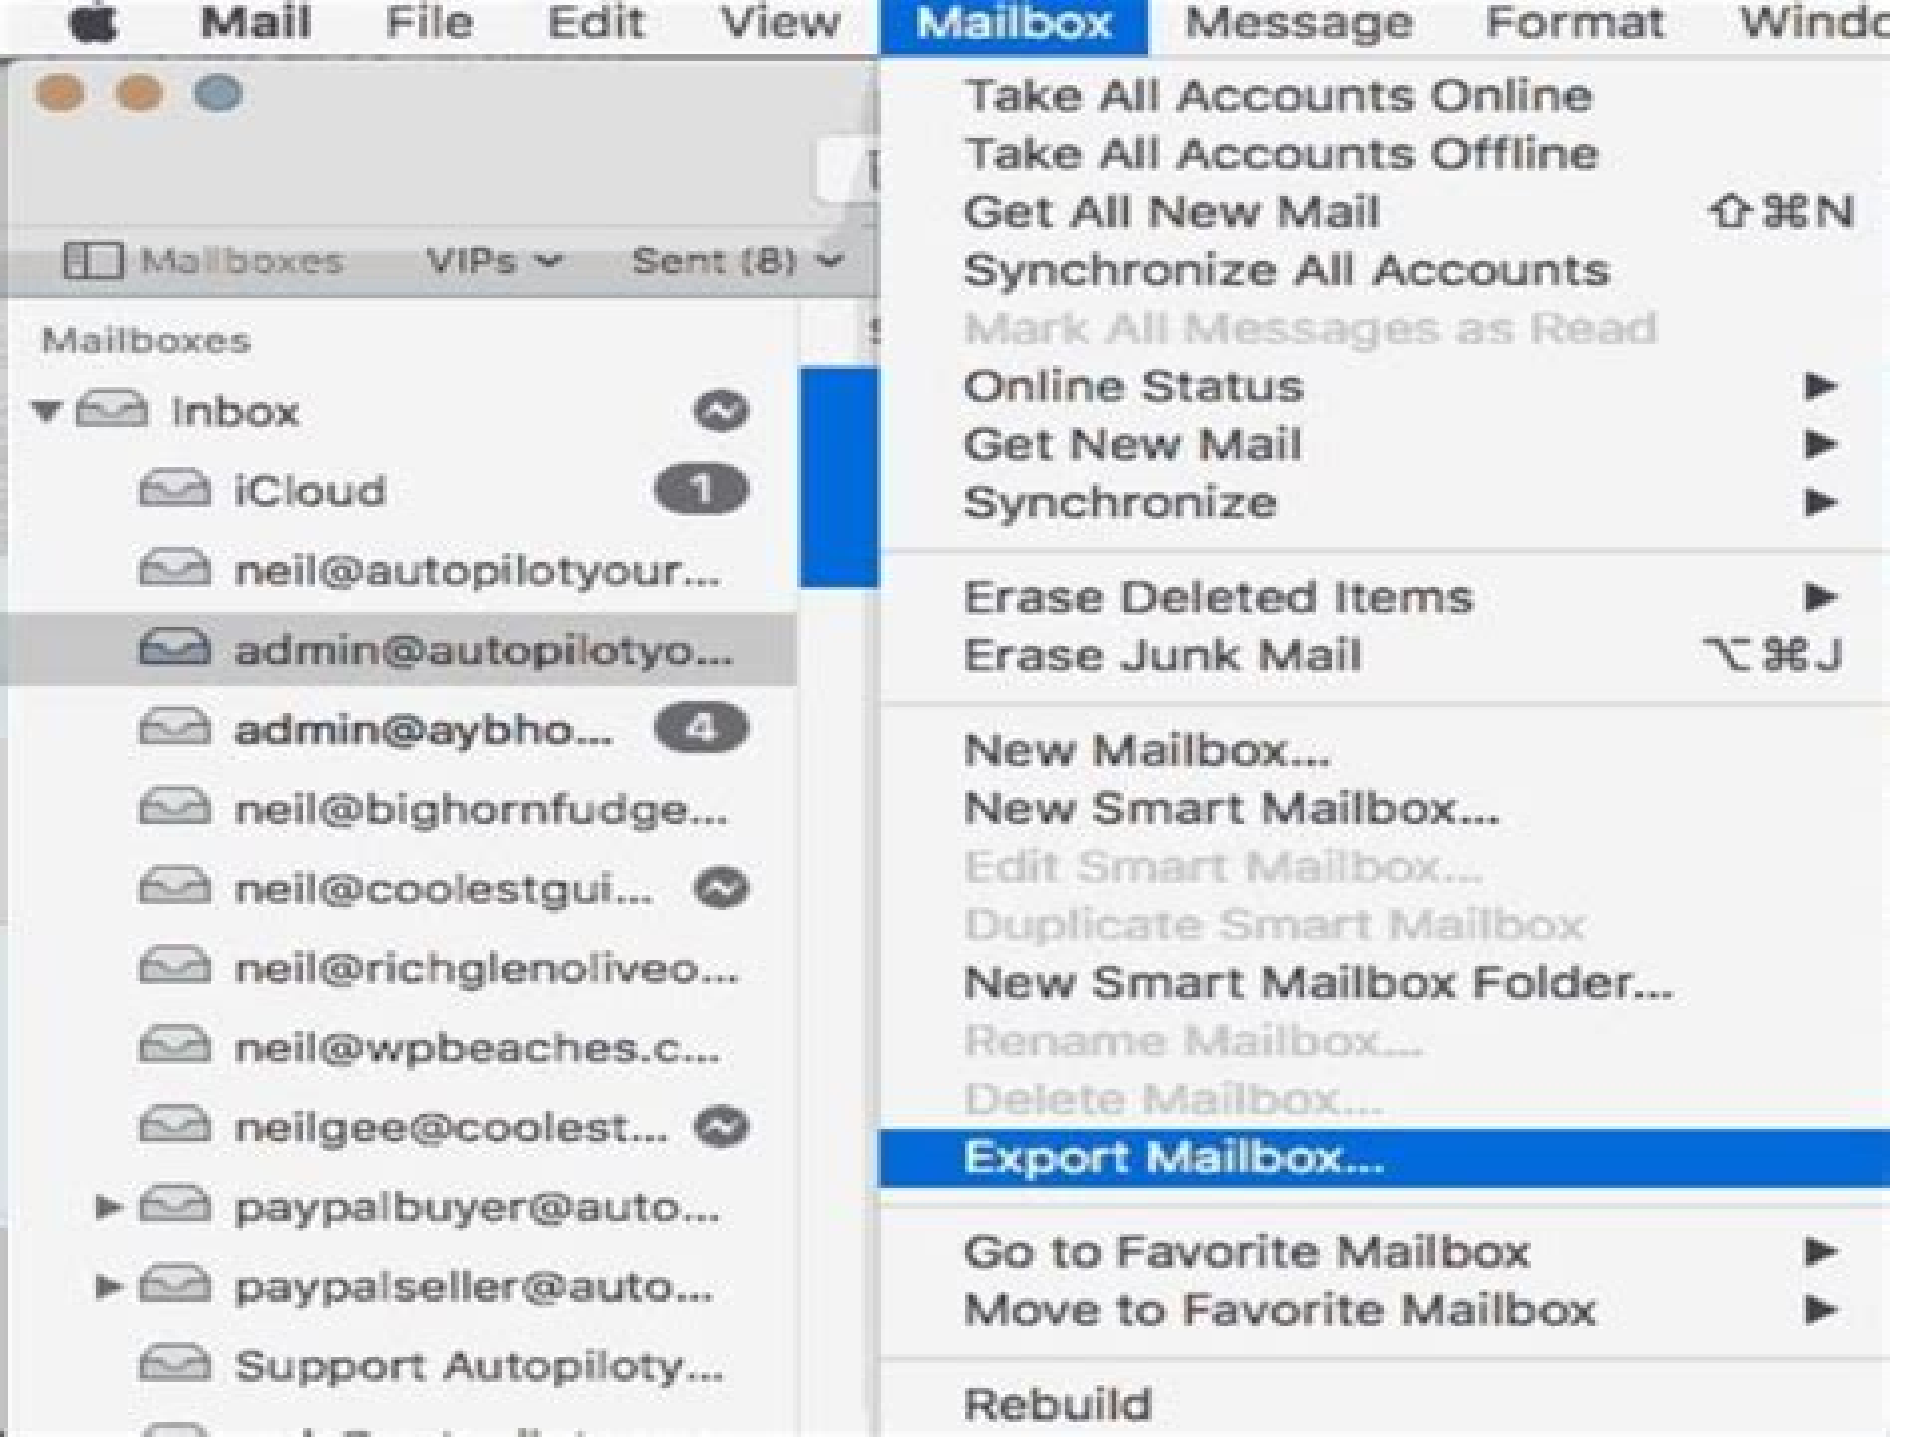 Mail File Edit View Mailbox Message Format Windo
Mailboxes VIPs Sent (8)
Mailboxes
Inbox
iCloud 1
neil@autopilotyour...
admin@autopilotyo...
admin@aybho... 4
neil@bighornfudge...
neil@coolestgui...
neil@richglenoliveo...
neil@wpbeaches.c...
neilgee@coolest...
paypalbuyer@auto...
paypalseller@auto...
Support Autopiloty...
Take All Accounts Online
Take All Accounts Offline
Get All New Mail ⇧⌘N
Synchronize All Accounts
Mark All Messages as Read
Online Status
Get New Mail
Synchronize
Erase Deleted Items
Erase Junk Mail ⌥⌘J
New Mailbox...
New Smart Mailbox...
Edit Smart Mailbox...
Duplicate Smart Mailbox
New Smart Mailbox Folder...
Rename Mailbox...
Delete Mailbox...
Export Mailbox...
Go to Favorite Mailbox
Move to Favorite Mailbox
Rebuild